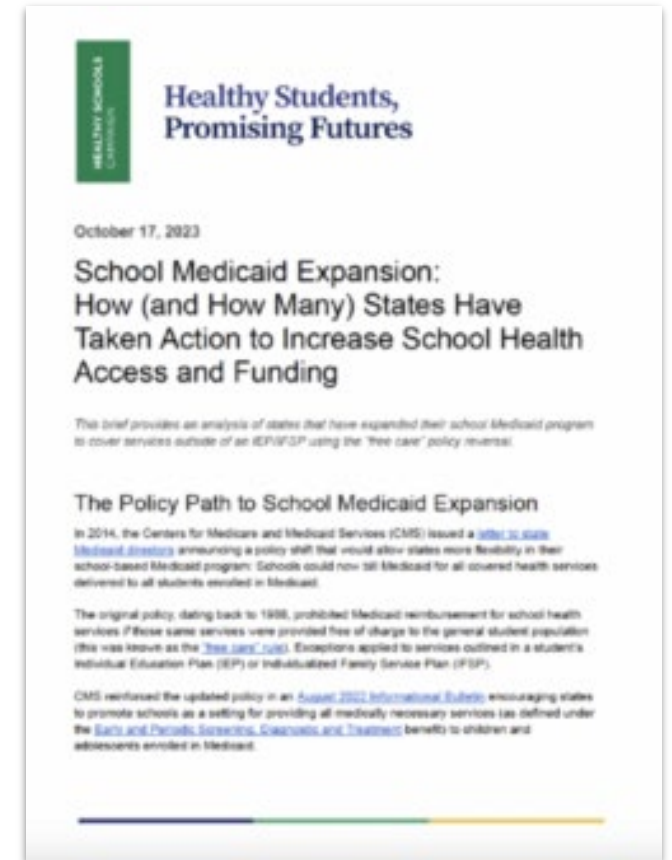 HEALTHY SCHOOLS
CAMPAIGN
Healthy Students,
Promising Futures
October 17, 2023
School Medicaid Expansion:
How (and How Many) States Have
Taken Action to Increase School Health
Access and Funding
This brief provides an analysis of states that have expanded their school Medicaid program
to cover services outside of an IEP/IFSP using the "free care" policy reversal.
The Policy Path to School Medicaid Expansion
In 2014, the Centers for Medicare and Medicaid Services (CMS) issued a letter to state
Medicaid directors announcing a policy shift that would allow states more flexibility in their
school-based Medicaid program: Schools could now bill Medicaid for all covered health services
delivered to all students enrolled in Medicaid.
The original policy, dating back to 1998, prohibited Medicaid reimbursement for school health
services if those same services were provided free of charge to the general student population
(this was known as the "free care" rule). Exceptions applied to services outlined in a student's
Individual Education Plan (IEP) or Individualized Family Service Plan (IFSP).
CMS reinforced the updated policy in an August 2022 Informational Bulletin encouraging states
to promote schools as a setting for providing all medically necessary services (as defined under
the Early and Periodic Screening, Diagnostic and Treatment benefit) to children and
adolescents enrolled in Medicaid.